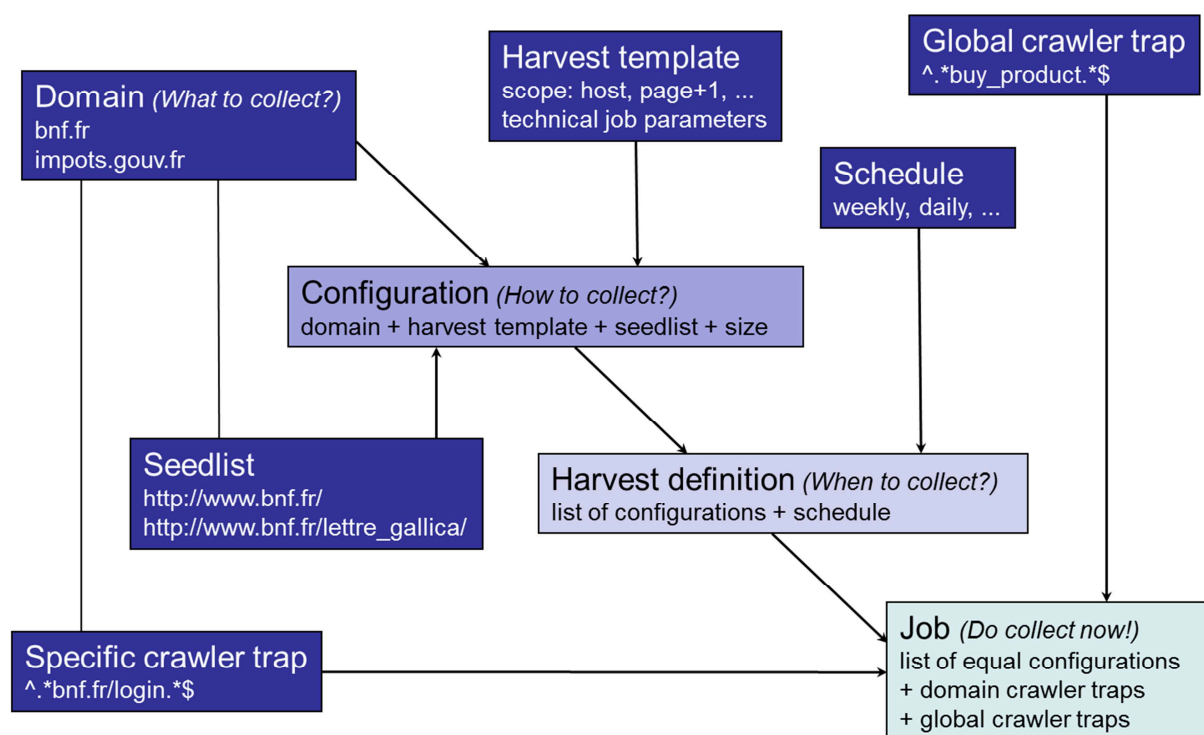 Domain (What to collect?)
bnf.fr
impots.gouv.fr
Harvest template
scope: host, page+1, ...
technical job parameters
Global crawler trap
^.*buy_product.*$
Schedule
weekly, daily, ...
Configuration (How to collect?)
domain + harvest template + seedlist + size
Seedlist
http://www.bnf.fr/
http://www.bnf.fr/lettre_gallica/
Harvest definition (When to collect?)
list of configurations + schedule
Specific crawler trap
^.*bnf.fr/login.*$
Job (Do collect now!)
list of equal configurations
+ domain crawler traps
+ global crawler traps